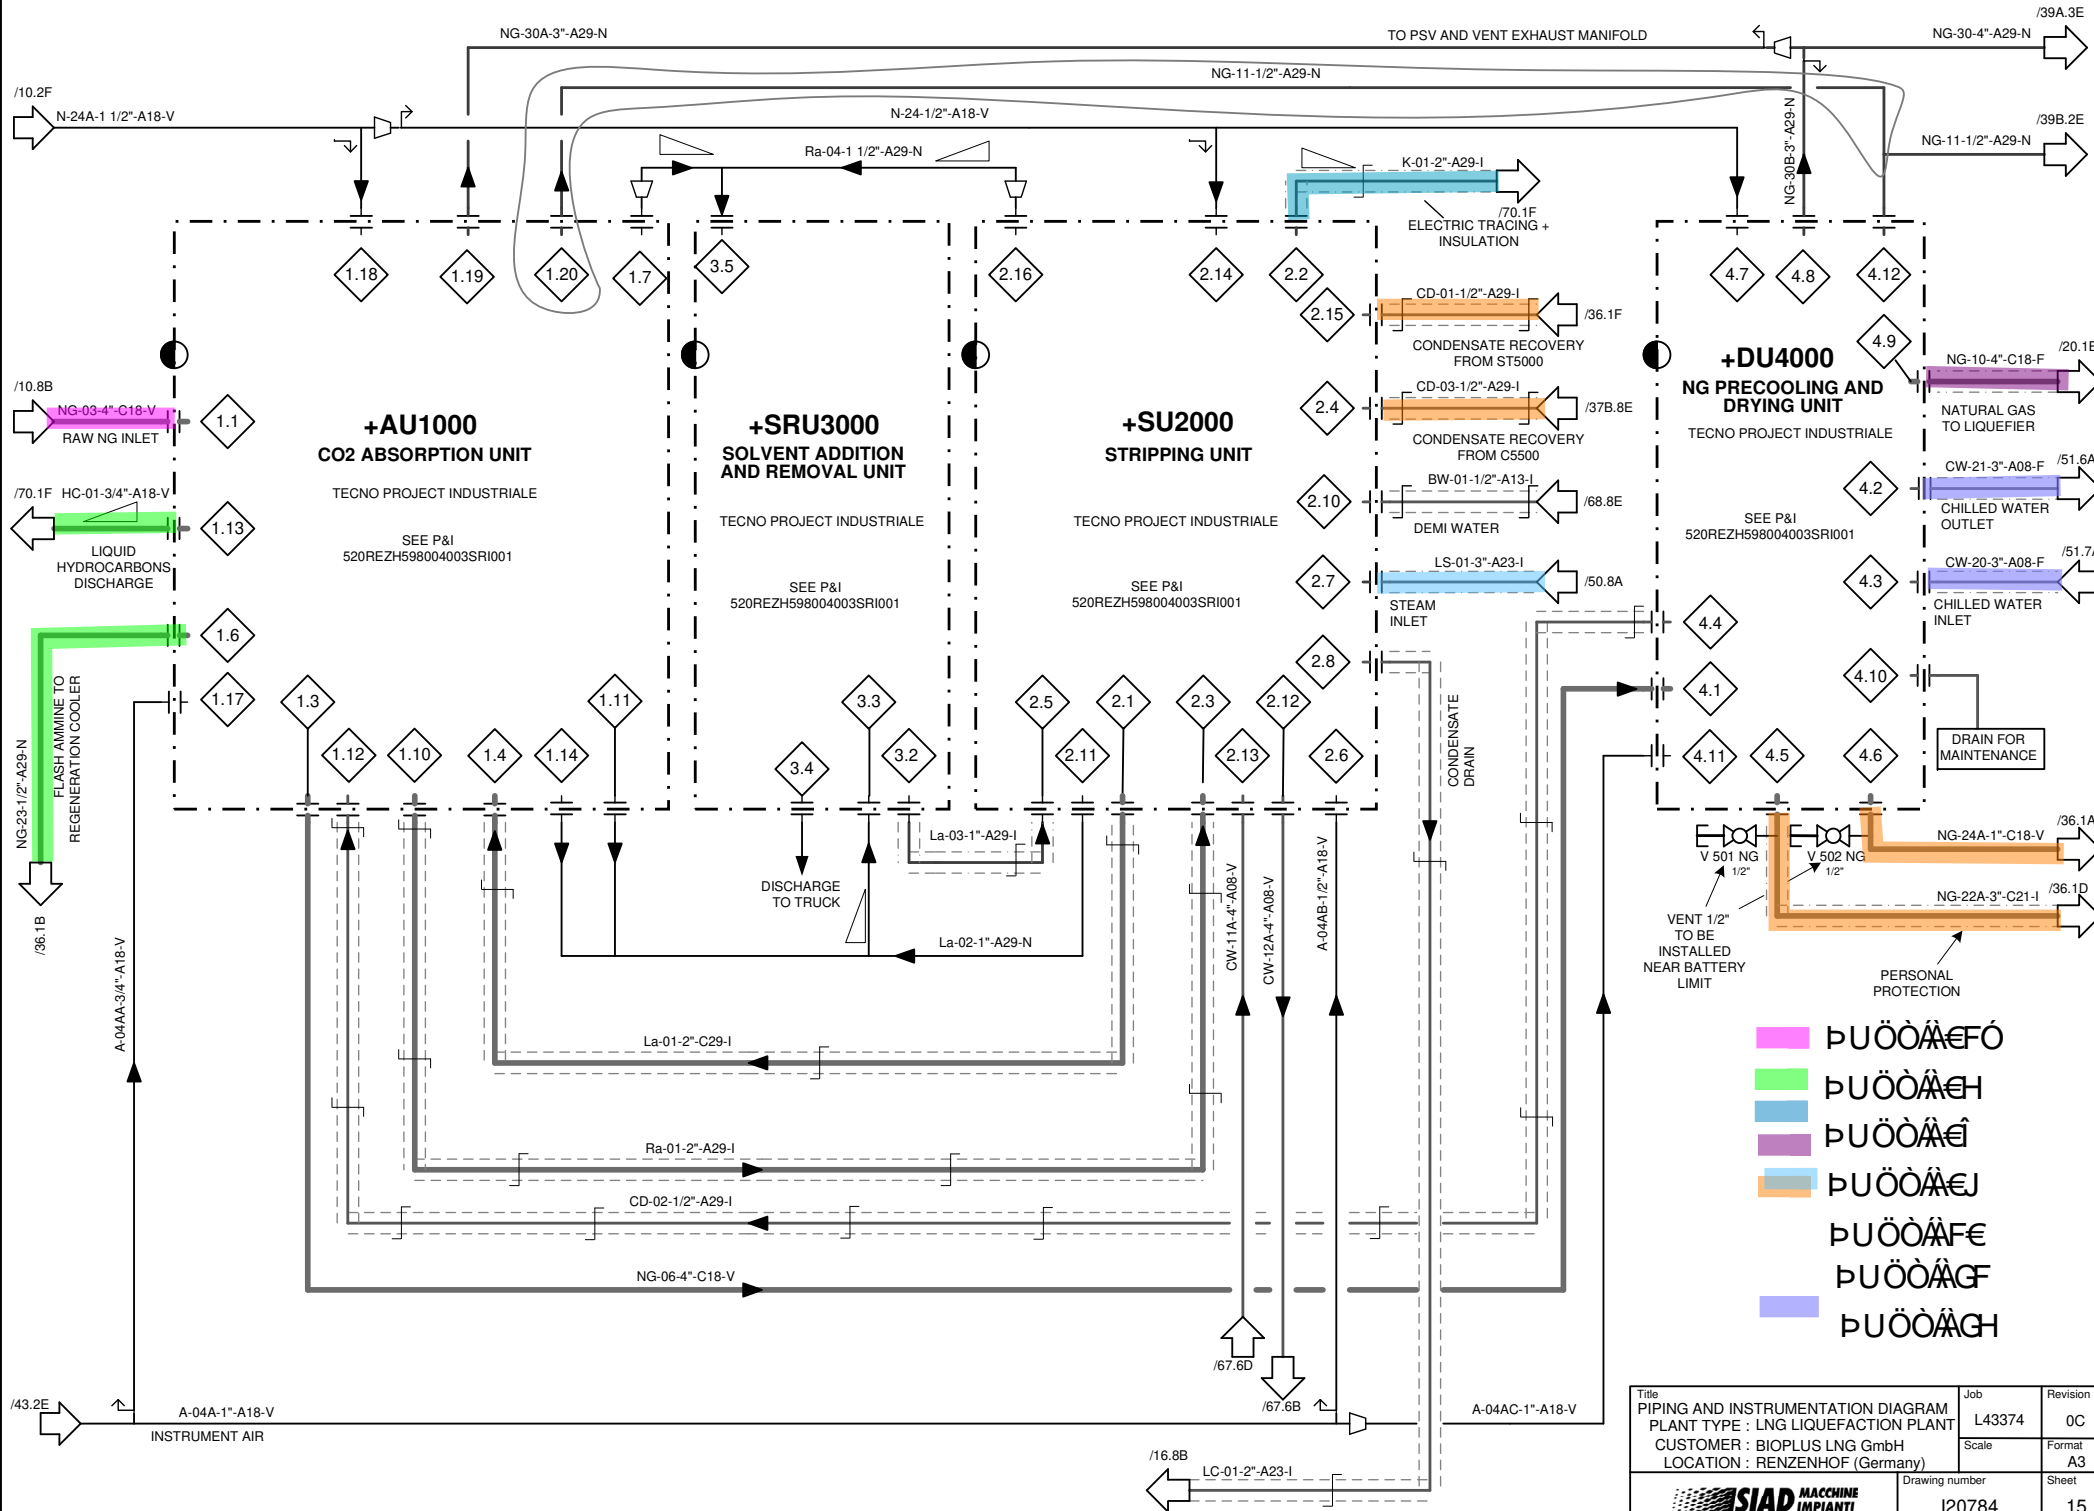 /39A.3E
NG-30A-3"-A29-N
TO PSV AND VENT EXHAUST MANIFOLD
NG-30-4"-A29-N
NG-11-1/2"-A29-N
/10.2F
N-24A-1 1/2"-A18-V
N-24-1/2"-A18-V
NG-30B-3"-A29-N
/39B.2E
NG-11-1/2"-A29-N
Ra-04-1 1/2"-A29-N
K-01-2"-A29-I
/70.1F
ELECTRIC TRACING +
INSULATION
1.18
1.19
1.20
1.7
3.5
2.16
2.14
2.2
4.7
4.8
4.12
2.15
CD-01-1/2"-A29-I
/36.1F
CONDENSATE RECOVERY
FROM ST5000
4.9
/20.1E
NG-10-4"-C18-F
NATURAL GAS
TO LIQUEFIER
+DU4000
NG PRECOOLING AND
DRYING UNIT
TECNO PROJECT INDUSTRIALE
SEE P&I
520REZH598004003SRI001
/10.8B
NG-03-4"-C18-V
RAW NG INLET
1.1
+AU1000
CO2 ABSORPTION UNIT
TECNO PROJECT INDUSTRIALE
SEE P&I
520REZH598004003SRI001
+SRU3000
SOLVENT ADDITION
AND REMOVAL UNIT
TECNO PROJECT INDUSTRIALE
SEE P&I
520REZH598004003SRI001
+SU2000
STRIPPING UNIT
TECNO PROJECT INDUSTRIALE
SEE P&I
520REZH598004003SRI001
2.4
CD-03-1/2"-A29-I
/37B.8E
CONDENSATE RECOVERY
FROM C5500
2.10
BW-01-1/2"-A13-I
/68.8E
DEMI WATER
2.7
LS-01-3"-A23-I
/50.8A
STEAM
INLET
4.2
CW-21-3"-A08-F
/51.6A
CHILLED WATER
OUTLET
4.3
CW-20-3"-A08-F
/51.7A
CHILLED WATER
INLET
/70.1F
HC-01-3/4"-A18-V
1.13
LIQUID
HYDROCARBONS
DISCHARGE
1.6
1.17
NG-23-1/2"-A29-N
FLASH AMMINE TO
REGENERATION COOLER
/36.1B
2.8
CONDENSATE
DRAIN
4.4
4.1
4.10
4.11
4.5
4.6
DRAIN FOR
MAINTENANCE
1.3
1.12
1.10
1.4
1.14
1.11
3.3
3.4
3.2
2.5
2.11
2.1
2.3
2.13
2.12
2.6
DISCHARGE
TO TRUCK
La-03-1"-A29-I
La-02-1"-A29-N
CW-11A-4"-A08-V
CW-12A-4"-A08-V
A-04AB-1/2"-A18-V
V 501 NG
1/2"
V 502 NG
1/2"
NG-24A-1"-C18-V
/36.1A
NG-22A-3"-C21-I
/36.1D
VENT 1/2"
TO BE
INSTALLED
NEAR BATTERY
LIMIT
PERSONAL
PROTECTION
A-04AA-3/4"-A18-V
La-01-2"-C29-I
Ra-01-2"-A29-I
CD-02-1/2"-A29-I
NG-06-4"-C18-V
ÞUÖÒÁÀ€FÓ
ÞUÖÒÁÀ€H
ÞUÖÒÁÀ€Î
ÞUÖÒÁÀ€J
ÞUÖÒÁÀF€
ÞUÖÒÁÀGF
ÞUÖÒÁÀGH
/67.6D
/67.6B
/43.2E
A-04A-1"-A18-V
INSTRUMENT AIR
A-04AC-1"-A18-V
/16.8B
LC-01-2"-A23-I
Title
PIPING AND INSTRUMENTATION DIAGRAM
PLANT TYPE : LNG LIQUEFACTION PLANT
CUSTOMER : BIOPLUS LNG GmbH
LOCATION : RENZENHOF (Germany)
Job
L43374
Revision
0C
Scale
Format
A3
SIAD MACCHINE
IMPIANTI
Drawing number
I20784
Sheet
15